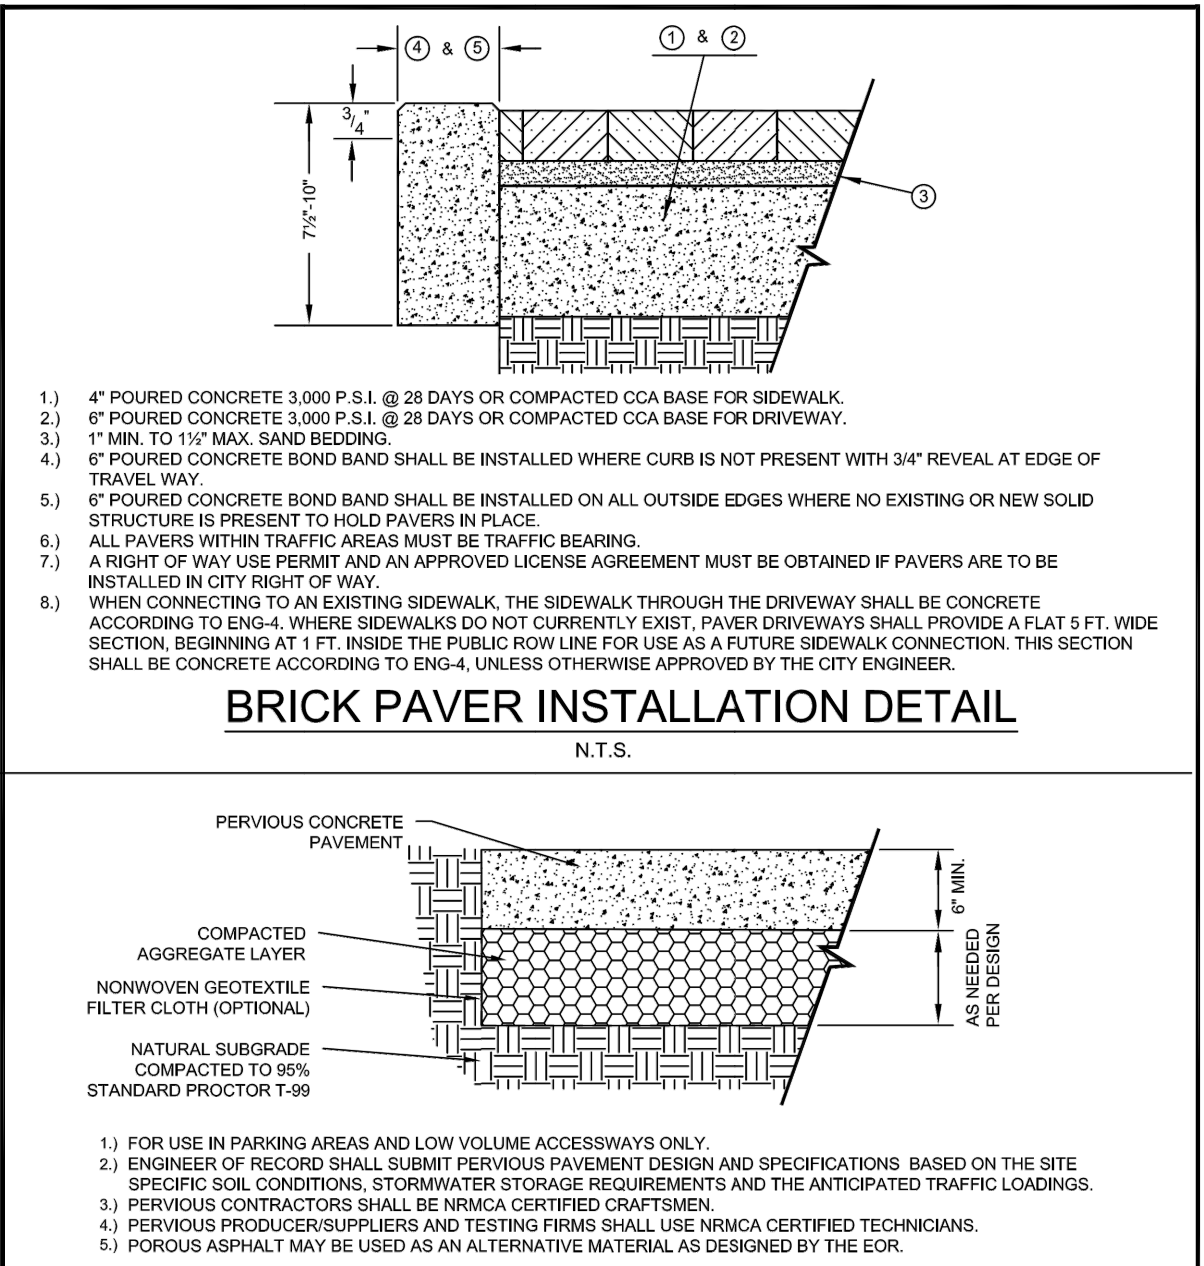 ④ & ⑤
① & ②
3/4"
7½"-10"
③
1.) 4" POURED CONCRETE 3,000 P.S.I. @ 28 DAYS OR COMPACTED CCA BASE FOR SIDEWALK.
2.) 6" POURED CONCRETE 3,000 P.S.I. @ 28 DAYS OR COMPACTED CCA BASE FOR DRIVEWAY.
3.) 1" MIN. TO 1½" MAX. SAND BEDDING.
4.) 6" POURED CONCRETE BOND BAND SHALL BE INSTALLED WHERE CURB IS NOT PRESENT WITH 3/4" REVEAL AT EDGE OF
TRAVEL WAY.
5.) 6" POURED CONCRETE BOND BAND SHALL BE INSTALLED ON ALL OUTSIDE EDGES WHERE NO EXISTING OR NEW SOLID
STRUCTURE IS PRESENT TO HOLD PAVERS IN PLACE.
6.) ALL PAVERS WITHIN TRAFFIC AREAS MUST BE TRAFFIC BEARING.
7.) A RIGHT OF WAY USE PERMIT AND AN APPROVED LICENSE AGREEMENT MUST BE OBTAINED IF PAVERS ARE TO BE
INSTALLED IN CITY RIGHT OF WAY.
8.) WHEN CONNECTING TO AN EXISTING SIDEWALK, THE SIDEWALK THROUGH THE DRIVEWAY SHALL BE CONCRETE
ACCORDING TO ENG-4. WHERE SIDEWALKS DO NOT CURRENTLY EXIST, PAVER DRIVEWAYS SHALL PROVIDE A FLAT 5 FT. WIDE
SECTION, BEGINNING AT 1 FT. INSIDE THE PUBLIC ROW LINE FOR USE AS A FUTURE SIDEWALK CONNECTION. THIS SECTION
SHALL BE CONCRETE ACCORDING TO ENG-4, UNLESS OTHERWISE APPROVED BY THE CITY ENGINEER.
BRICK PAVER INSTALLATION DETAIL
N.T.S.
PERVIOUS CONCRETE
PAVEMENT
6" MIN.
COMPACTED
AGGREGATE LAYER
AS NEEDED
PER DESIGN
NONWOVEN GEOTEXTILE
FILTER CLOTH (OPTIONAL)
NATURAL SUBGRADE
COMPACTED TO 95%
STANDARD PROCTOR T-99
1.) FOR USE IN PARKING AREAS AND LOW VOLUME ACCESSWAYS ONLY.
2.) ENGINEER OF RECORD SHALL SUBMIT PERVIOUS PAVEMENT DESIGN AND SPECIFICATIONS BASED ON THE SITE
SPECIFIC SOIL CONDITIONS, STORMWATER STORAGE REQUIREMENTS AND THE ANTICIPATED TRAFFIC LOADINGS.
3.) PERVIOUS CONTRACTORS SHALL BE NRMCA CERTIFIED CRAFTSMEN.
4.) PERVIOUS PRODUCER/SUPPLIERS AND TESTING FIRMS SHALL USE NRMCA CERTIFIED TECHNICIANS.
5.) POROUS ASPHALT MAY BE USED AS AN ALTERNATIVE MATERIAL AS DESIGNED BY THE EOR.